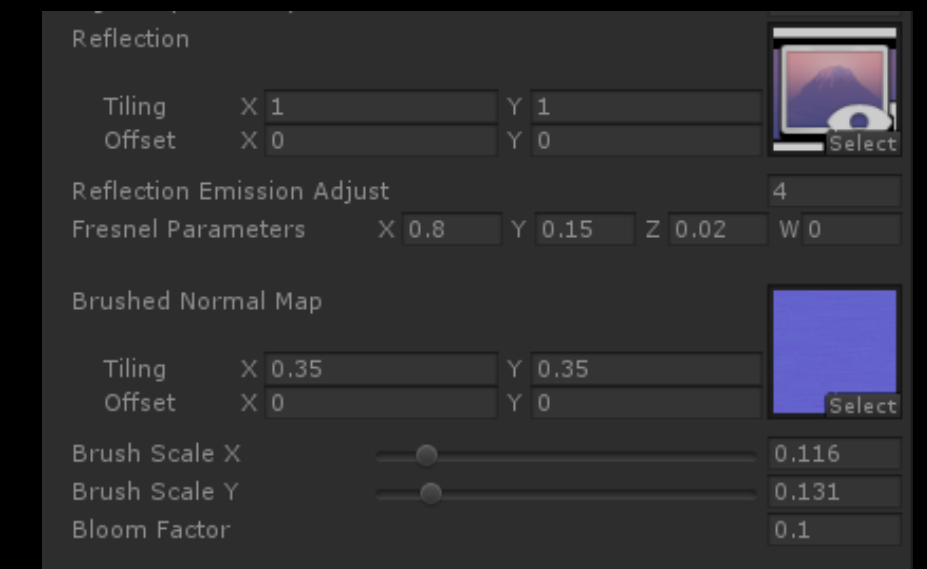 Reflection
Tiling X 1 Y 1
Offset X 0 Y 0
Select
Reflection Emission Adjust 4
Fresnel Parameters X 0.8 Y 0.15 Z 0.02 W 0
Brushed Normal Map
Tiling X 0.35 Y 0.35
Offset X 0 Y 0
Select
Brush Scale X 0.116
Brush Scale Y 0.131
Bloom Factor 0.1